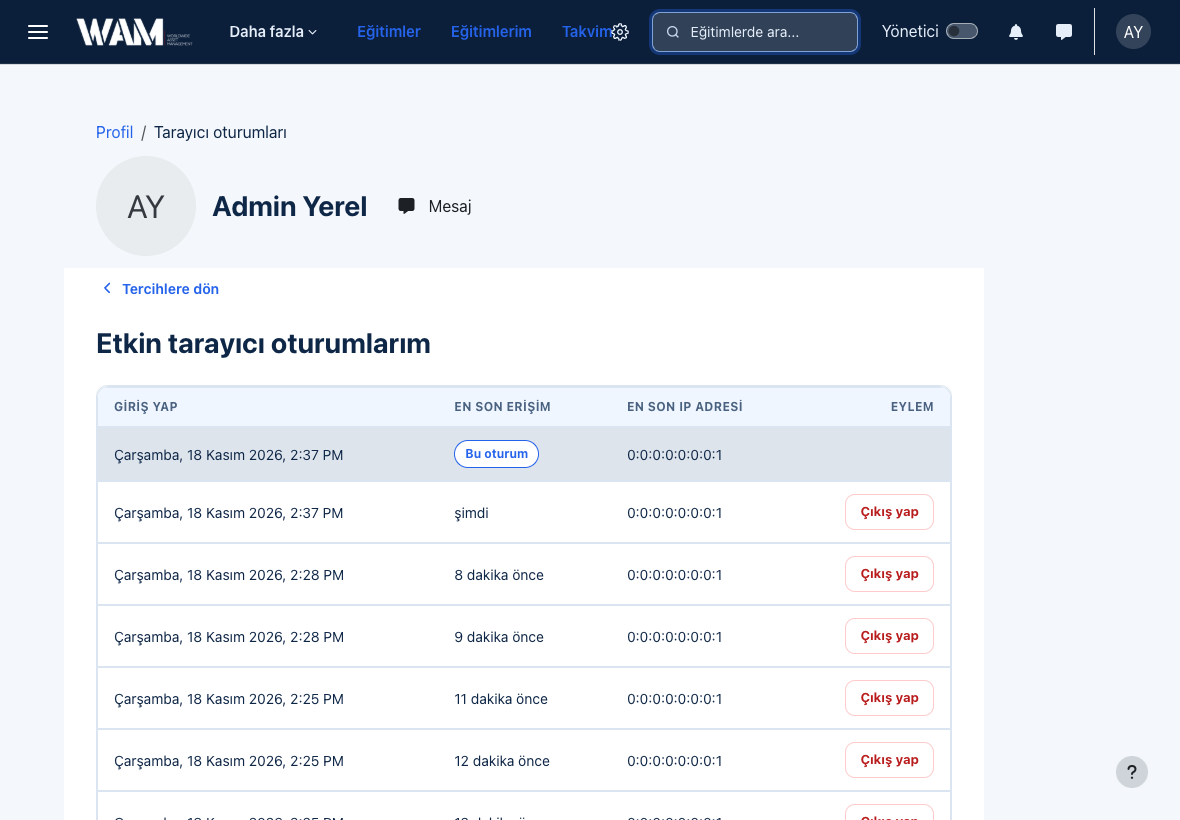 WAM
Daha fazla
Eğitimler
Eğitimlerim
Takvim
Eğitimlerde ara...
Yönetici
AY
Profil / Tarayıcı oturumları
AY
Admin Yerel
Mesaj
Tercihlere dön
Etkin tarayıcı oturumlarım
GİRİŞ YAP EN SON ERİŞİM EN SON IP ADRESİ EYLEM
Çarşamba, 18 Kasım 2026, 2:37 PM Bu oturum 0:0:0:0:0:0:0:1
Çarşamba, 18 Kasım 2026, 2:37 PM şimdi 0:0:0:0:0:0:0:1 Çıkış yap
Çarşamba, 18 Kasım 2026, 2:28 PM 8 dakika önce 0:0:0:0:0:0:0:1 Çıkış yap
Çarşamba, 18 Kasım 2026, 2:28 PM 9 dakika önce 0:0:0:0:0:0:0:1 Çıkış yap
Çarşamba, 18 Kasım 2026, 2:25 PM 11 dakika önce 0:0:0:0:0:0:0:1 Çıkış yap
Çarşamba, 18 Kasım 2026, 2:25 PM 12 dakika önce 0:0:0:0:0:0:0:1 Çıkış yap
?